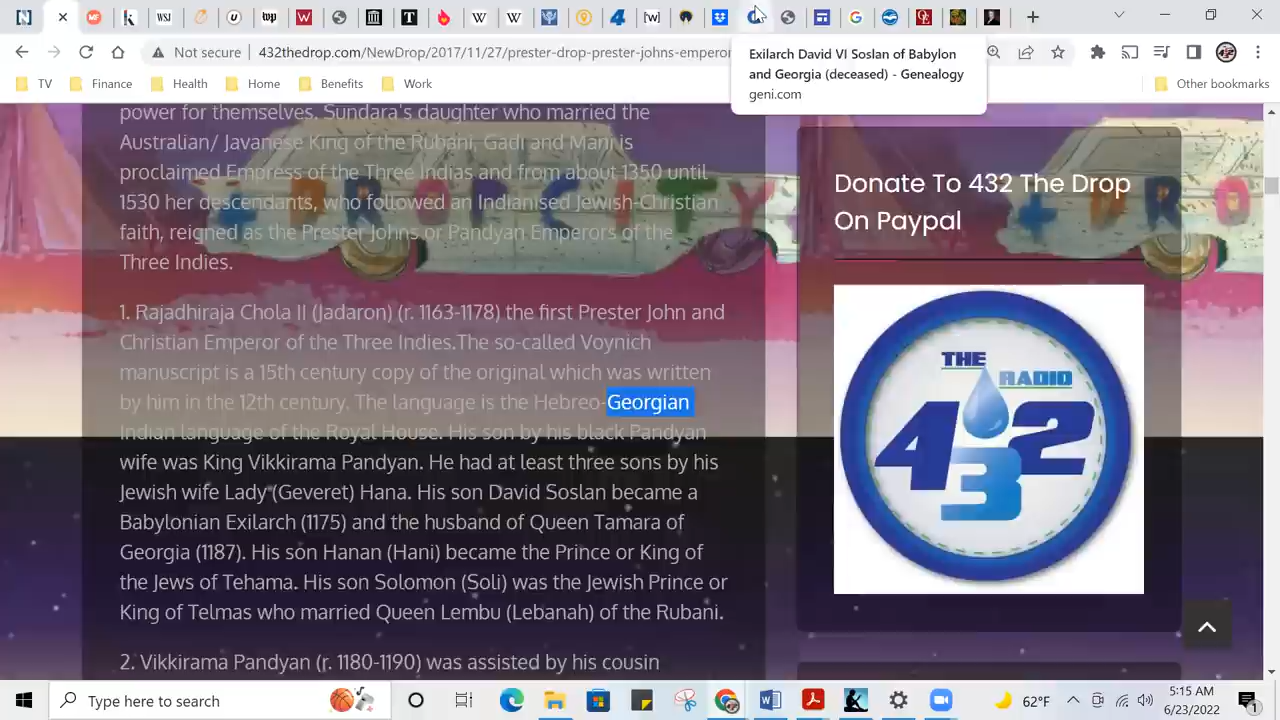 Not secure
432thedrop.com/NewDrop/2017/11/27/prester-drop-prester-johns-emperor
TV
Finance
Health
Home
Benefits
Work
Other bookmarks
Exilarch David VI Soslan of Babylon
and Georgia (deceased) - Genealogy
geni.com
power for themselves. Sundara's daughter who married the
Australian/ Javanese King of the Rubani, Gadi and Mani is
proclaimed Empress of the Three Indias and from about 1350 until
1530 her descendants, who followed an Indianised Jewish-Christian
faith, reigned as the Prester Johns or Pandyan Emperors of the
Three Indies.
1. Rajadhiraja Chola II (Jadaron) (r. 1163-1178) the first Prester John and
Christian Emperor of the Three Indies.The so-called Voynich
manuscript is a 15th century copy of the original which was written
by him in the 12th century. The language is the Hebreo-Georgian
Indian language of the Royal House. His son by his black Pandyan
wife was King Vikkirama Pandyan. He had at least three sons by his
Jewish wife Lady (Geveret) Hana. His son David Soslan became a
Babylonian Exilarch (1175) and the husband of Queen Tamara of
Georgia (1187). His son Hanan (Hani) became the Prince or King of
the Jews of Tehama. His son Solomon (Soli) was the Jewish Prince or
King of Telmas who married Queen Lembu (Lebanah) of the Rubani.
2. Vikkirama Pandyan (r. 1180-1190) was assisted by his cousin
Donate To 432 The Drop
On Paypal
THE
RADIO
432
Type here to search
62°F
5:15 AM
6/23/2022